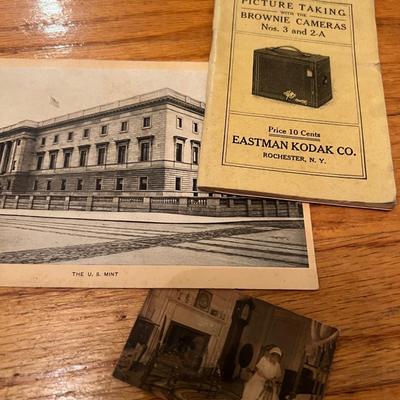 PICTURE TAKING
WITH THE
BROWNIE CAMERAS
Nos. 3 and 2-A
Price 10 Cents
EASTMAN KODAK CO.
ROCHESTER, N. Y.
THE U. S. MINT